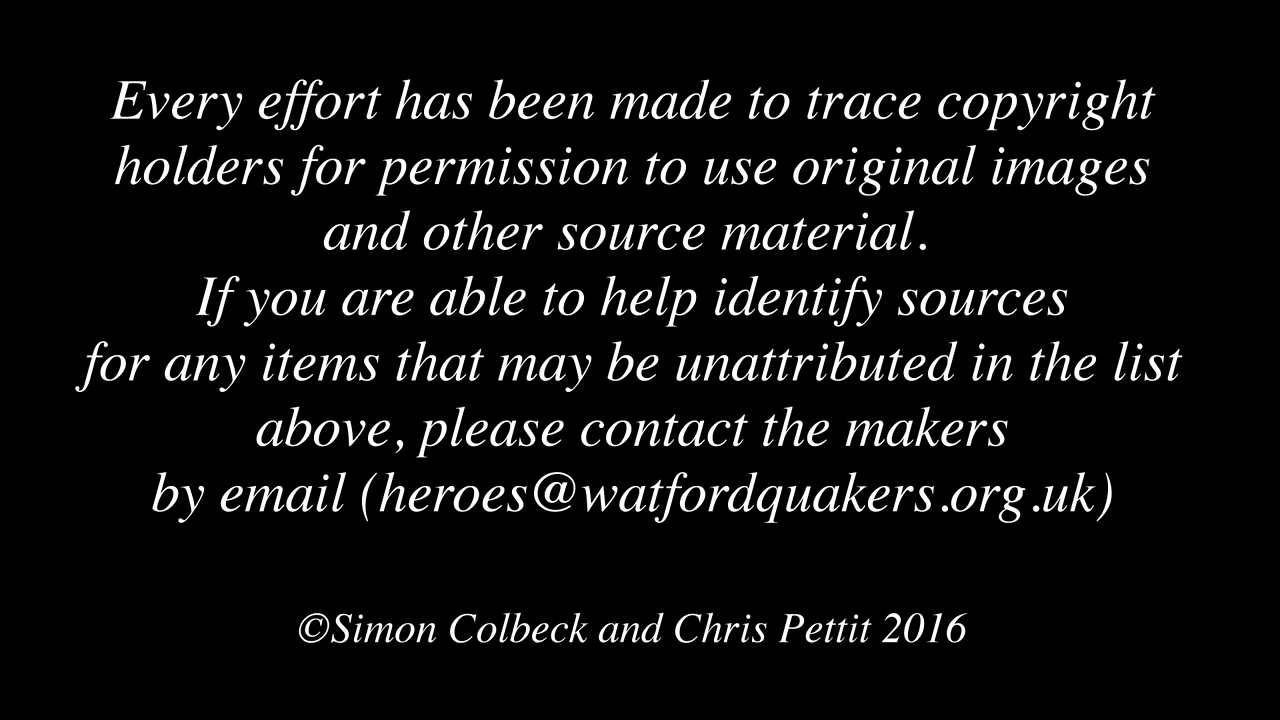 Every effort has been made to trace copyright
holders for permission to use original images
and other source material.
If you are able to help identify sources
for any items that may be unattributed in the list
above, please contact the makers
by email (heroes@watfordquakers.org.uk)
©Simon Colbeck and Chris Pettit 2016